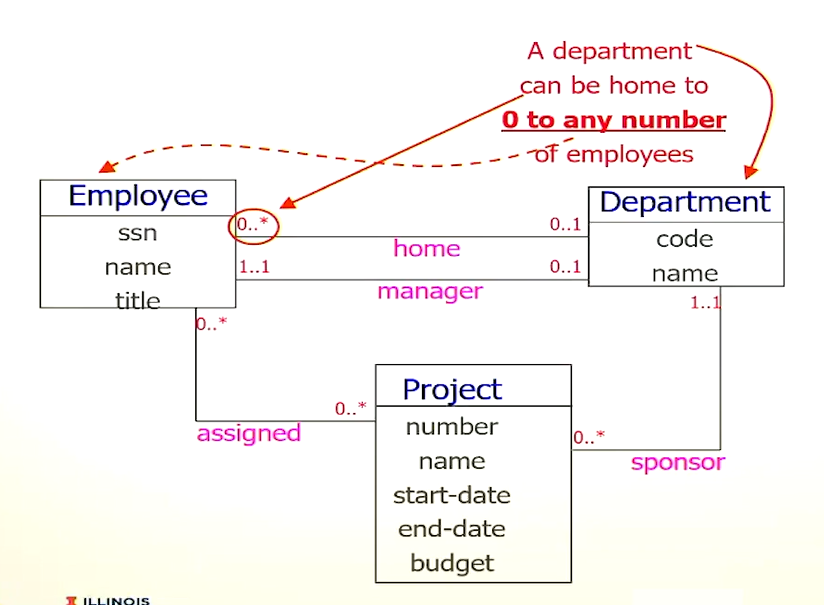 A department
can be home to
0 to any number
of employees
Employee
ssn
name
title
Department
code
name
0..*
0..1
home
1..1
0..1
manager
0..*
0..*
assigned
1..1
0..*
sponsor
Project
number
name
start-date
end-date
budget
I ILLINOIS